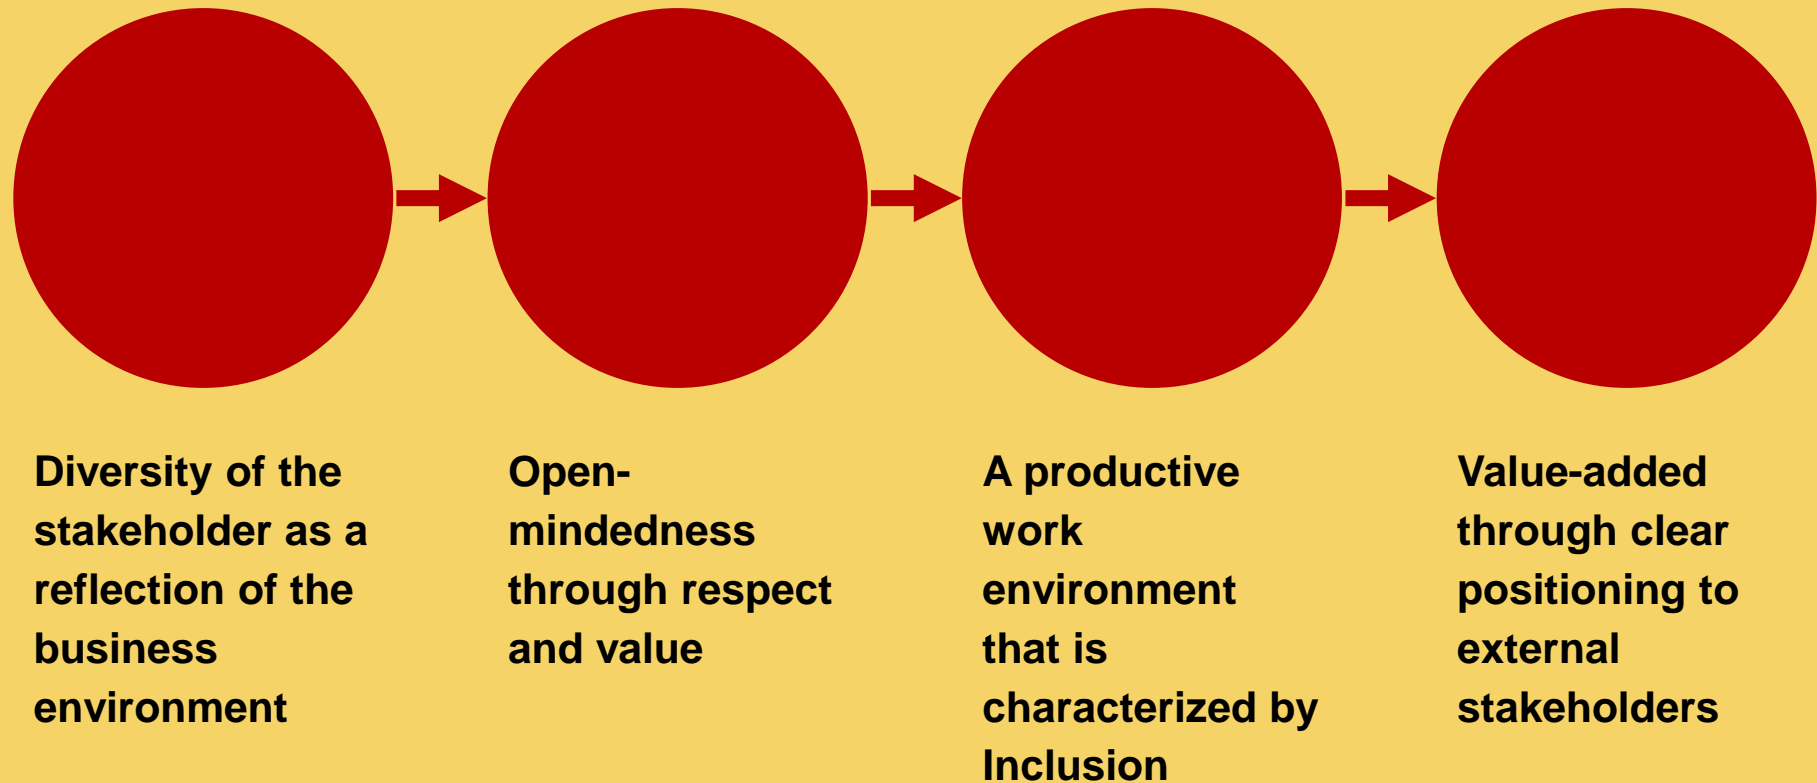 Diversity of the
stakeholder as a
reflection of the
business
environment
Open-
mindedness
through respect
and value
A productive
work
environment
that is
characterized by
Inclusion
Value-added
through clear
positioning to
external
stakeholders